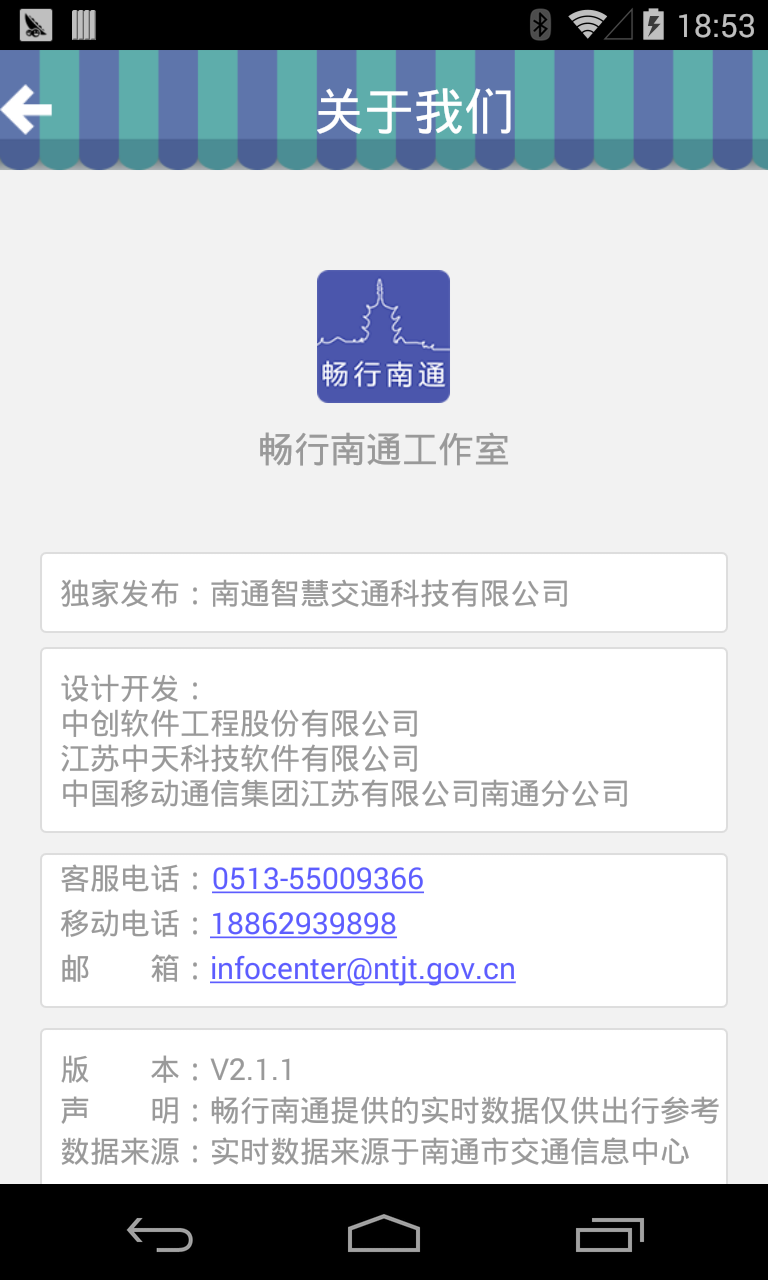 18:53
关于我们
畅行南通
畅行南通工作室
独家发布：南通智慧交通科技有限公司
设计开发：
中创软件工程股份有限公司
江苏中天科技软件有限公司
中国移动通信集团江苏有限公司南通分公司
客服电话：0513-55009366
移动电话：18862939898
邮　　箱：infocenter@ntjt.gov.cn
版　　本：V2.1.1
声　　明：畅行南通提供的实时数据仅供出行参考
数据来源：实时数据来源于南通市交通信息中心